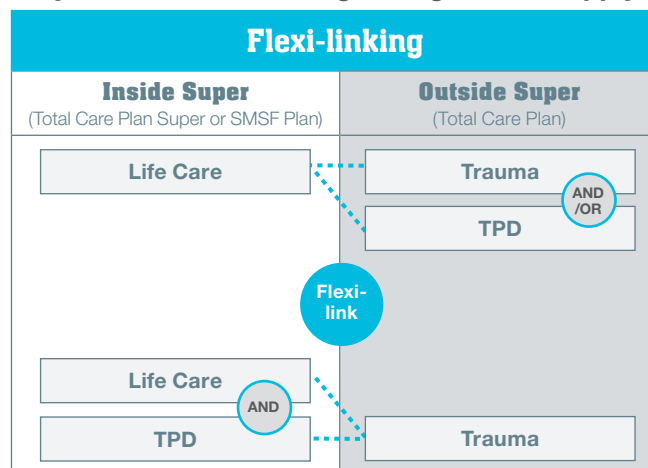 Flexi-linking
Inside Super
(Total Care Plan Super or SMSF Plan)
Outside Super
(Total Care Plan)
Life Care
Trauma
AND
/OR
TPD
Flexi-
link
Life Care
AND
TPD
Trauma